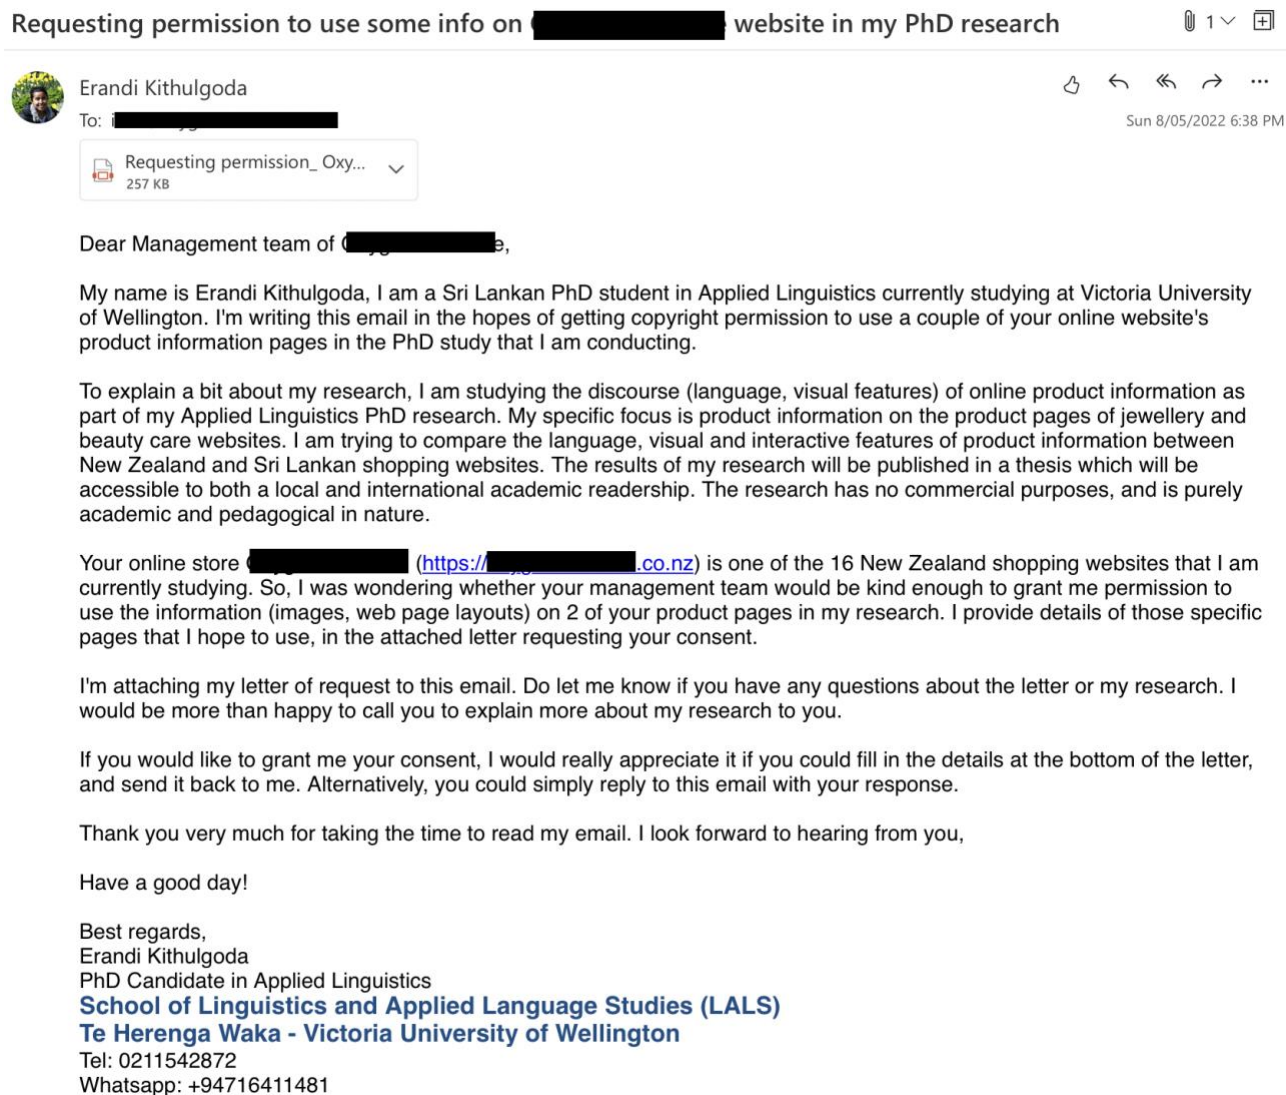 Requesting permission to use some info on website in my PhD research
1
Erandi Kithulgoda
To:
Sun 8/05/2022 6:38 PM
Requesting permission_ Oxy...
257 KB
Dear Management team of e,
My name is Erandi Kithulgoda, I am a Sri Lankan PhD student in Applied Linguistics currently studying at Victoria University
of Wellington. I'm writing this email in the hopes of getting copyright permission to use a couple of your online website's
product information pages in the PhD study that I am conducting.
To explain a bit about my research, I am studying the discourse (language, visual features) of online product information as
part of my Applied Linguistics PhD research. My specific focus is product information on the product pages of jewellery and
beauty care websites. I am trying to compare the language, visual and interactive features of product information between
New Zealand and Sri Lankan shopping websites. The results of my research will be published in a thesis which will be
accessible to both a local and international academic readership. The research has no commercial purposes, and is purely
academic and pedagogical in nature.
Your online store (https:// .co.nz) is one of the 16 New Zealand shopping websites that I am
currently studying. So, I was wondering whether your management team would be kind enough to grant me permission to
use the information (images, web page layouts) on 2 of your product pages in my research. I provide details of those specific
pages that I hope to use, in the attached letter requesting your consent.
I'm attaching my letter of request to this email. Do let me know if you have any questions about the letter or my research. I
would be more than happy to call you to explain more about my research to you.
If you would like to grant me your consent, I would really appreciate it if you could fill in the details at the bottom of the letter,
and send it back to me. Alternatively, you could simply reply to this email with your response.
Thank you very much for taking the time to read my email. I look forward to hearing from you,
Have a good day!
Best regards,
Erandi Kithulgoda
PhD Candidate in Applied Linguistics
School of Linguistics and Applied Language Studies (LALS)
Te Herenga Waka - Victoria University of Wellington
Tel: 0211542872
Whatsapp: +94716411481